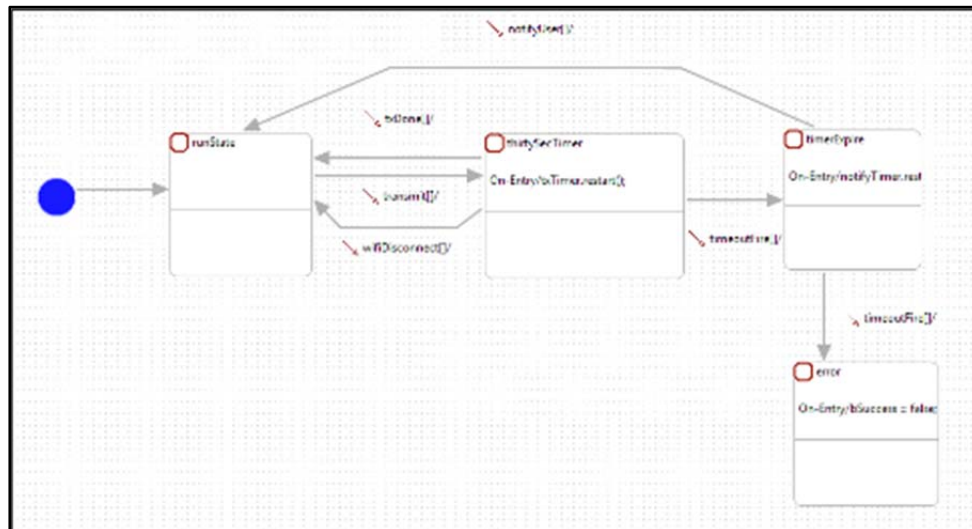 notifyUser[]/
txDone[]/
runState
thirtySecTimer
timerExpire
On-Entry/txTimer.restart();
On-Entry/notifyTimer.rest
transmit[]/
wifiDisconnect[]/
timeoutFire[]/
timeoutFire[]/
error
On-Entry/bSuccess = false;